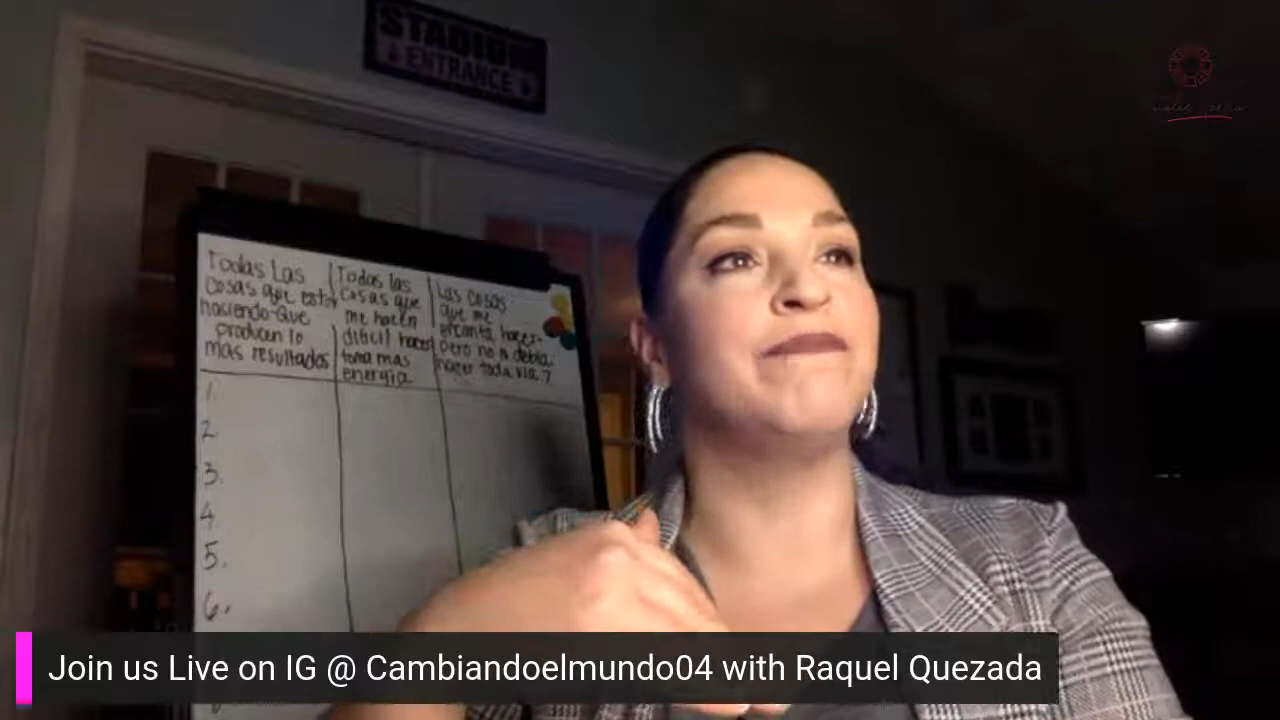 STADIUM
ENTRANCE
Todas Las
cosas que estoy
haciendo-que
producen lo
mas resultados
Todas las
cosas que
me hacen
dificil hacer
toma mas
energia
Las cosas
que me
encanta hacer-
pero no lo debia
hacer toda via?
1.
2
3.
4
5.
6.
Join us Live on IG @ Cambiandoelmundo04 with Raquel Quezada